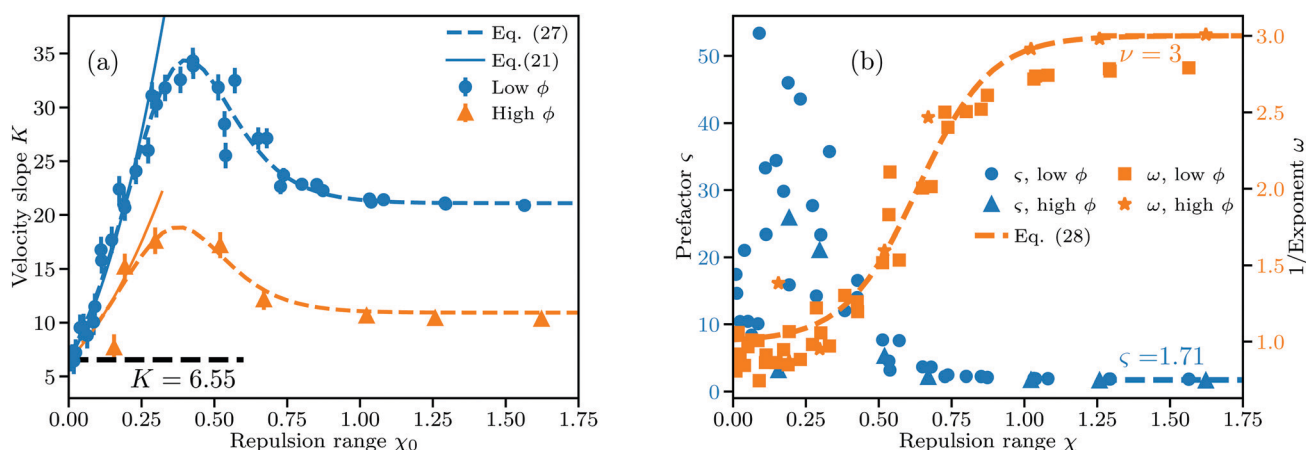 (a)
Eq. (27)
Eq.(21)
Low ϕ
High ϕ
K = 6.55
35
30
25
20
15
10
5
Velocity slope K
0.00 0.25 0.50 0.75 1.00 1.25 1.50 1.75
Repulsion range χ₀
(b)
ν = 3
ς, low ϕ
ω, low ϕ
ς, high ϕ
ω, high ϕ
Eq. (28)
ς =1.71
50
40
30
20
10
0
Prefactor ς
3.0
2.5
2.0
1.5
1.0
1/Exponent ω
0.00 0.25 0.50 0.75 1.00 1.25 1.50 1.75
Repulsion range χ